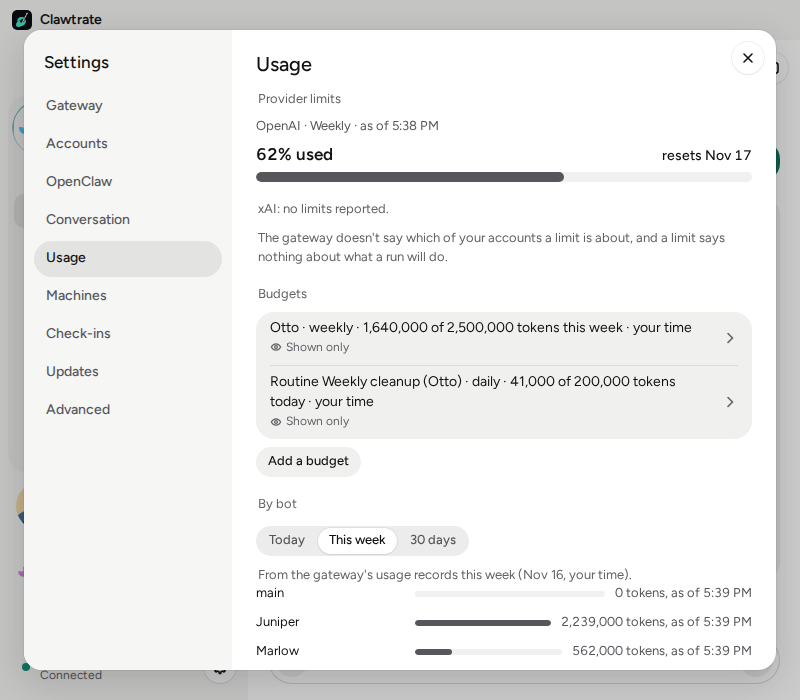 Clawtrate
Settings
Gateway
Accounts
OpenClaw
Conversation
Usage
Machines
Check-ins
Updates
Advanced
Usage
Provider limits
OpenAI · Weekly · as of 5:38 PM
62% used
resets Nov 17
xAI: no limits reported.
The gateway doesn't say which of your accounts a limit is about, and a limit says
nothing about what a run will do.
Budgets
Otto · weekly · 1,640,000 of 2,500,000 tokens this week · your time
Shown only
Routine Weekly cleanup (Otto) · daily · 41,000 of 200,000 tokens
today · your time
Shown only
Add a budget
By bot
Today
This week
30 days
From the gateway's usage records this week (Nov 16, your time).
main
0 tokens, as of 5:39 PM
Juniper
2,239,000 tokens, as of 5:39 PM
Marlow
562,000 tokens, as of 5:39 PM
Connected